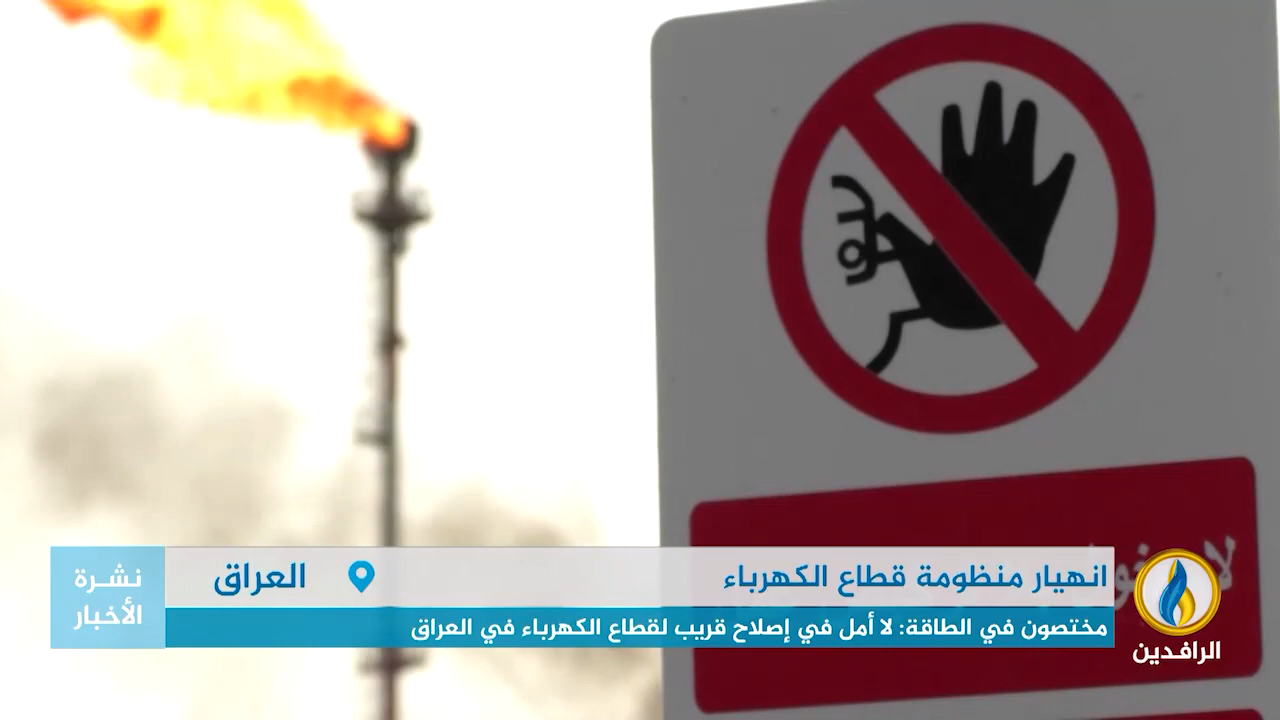 انهيار منظومة قطاع الكهرباء
العراق
مختصون في الطاقة: لا أمل في إصلاح قريب لقطاع الكهرباء في العراق
نشرة
الأخبار
الرافدين